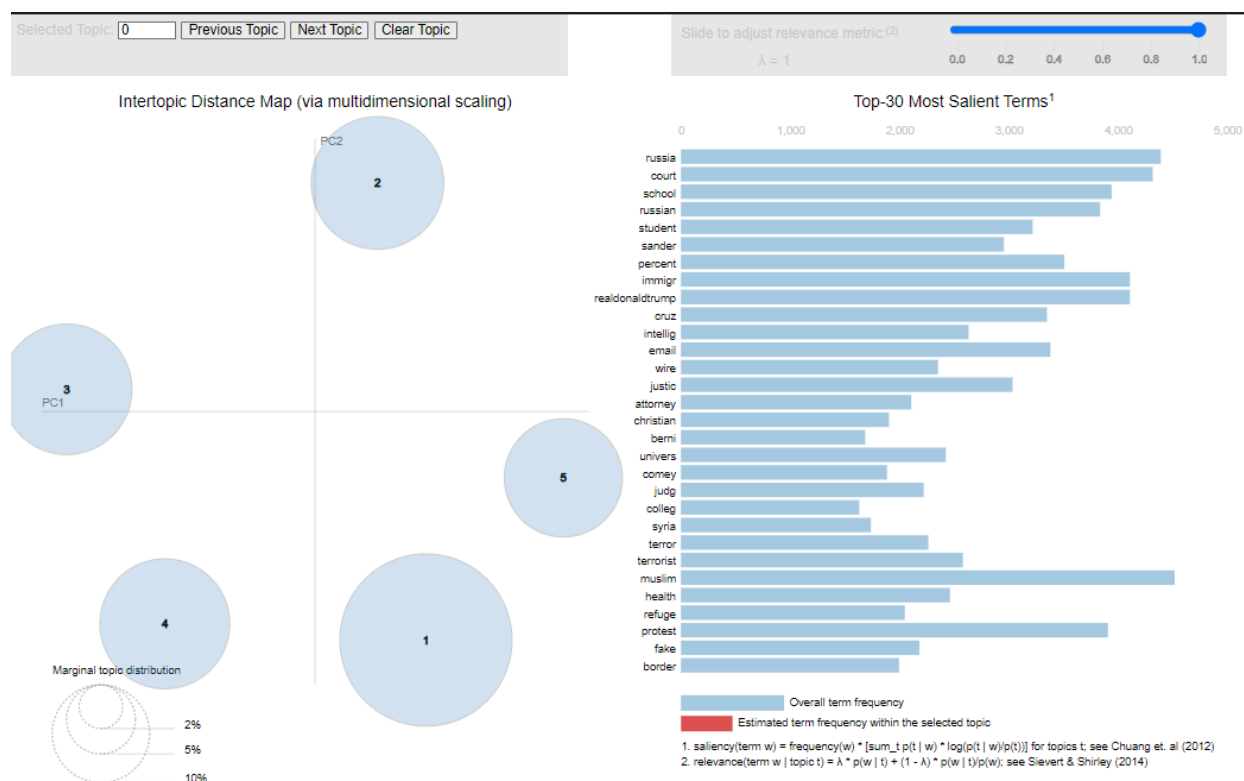 Selected Topic: 0 Previous Topic Next Topic Clear Topic
Slide to adjust relevance metric:(2)
λ = 1
0.0 0.2 0.4 0.6 0.8 1.0
Intertopic Distance Map (via multidimensional scaling)
PC2
2
3
PC1
5
4
1
Marginal topic distribution
2%
5%
10%
Top-30 Most Salient Terms1
0 1,000 2,000 3,000 4,000 5,000
russia
court
school
russian
student
sander
percent
immigr
realdonaldtrump
cruz
intellig
email
wire
justic
attorney
christian
berni
univers
comey
judg
colleg
syria
terror
terrorist
muslim
health
refuge
protest
fake
border
Overall term frequency
Estimated term frequency within the selected topic
1. saliency(term w) = frequency(w) * [sum_t p(t | w) * log(p(t | w)/p(t))] for topics t; see Chuang et. al (2012)
2. relevance(term w | topic t) = λ * p(w | t) + (1 - λ) * p(w | t)/p(w); see Sievert & Shirley (2014)